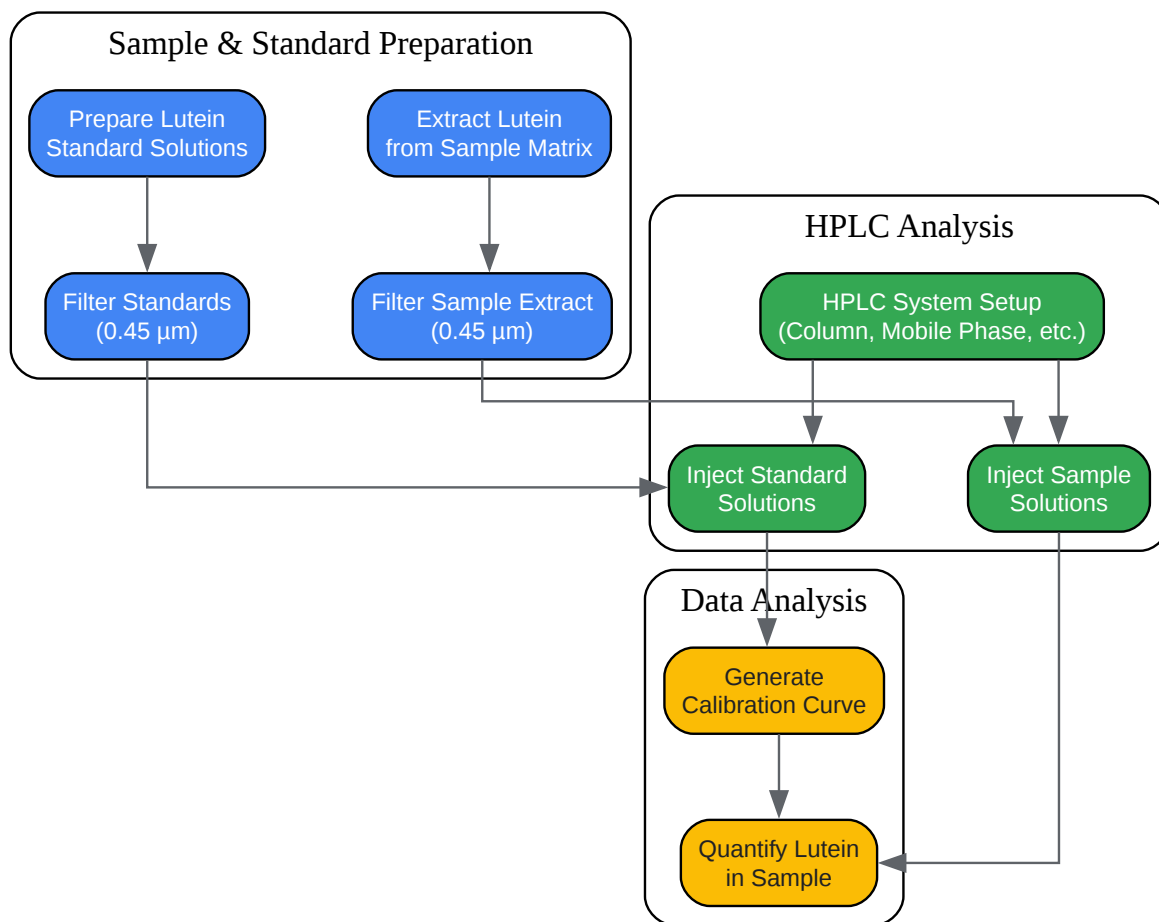 Sample & Standard Preparation
Prepare Lutein
Standard Solutions
Extract Lutein
from Sample Matrix
Filter Standards
(0.45 µm)
Filter Sample Extract
(0.45 µm)
HPLC Analysis
HPLC System Setup
(Column, Mobile Phase, etc.)
Inject Standard
Solutions
Inject Sample
Solutions
Data Analysis
Generate
Calibration Curve
Quantify Lutein
in Sample